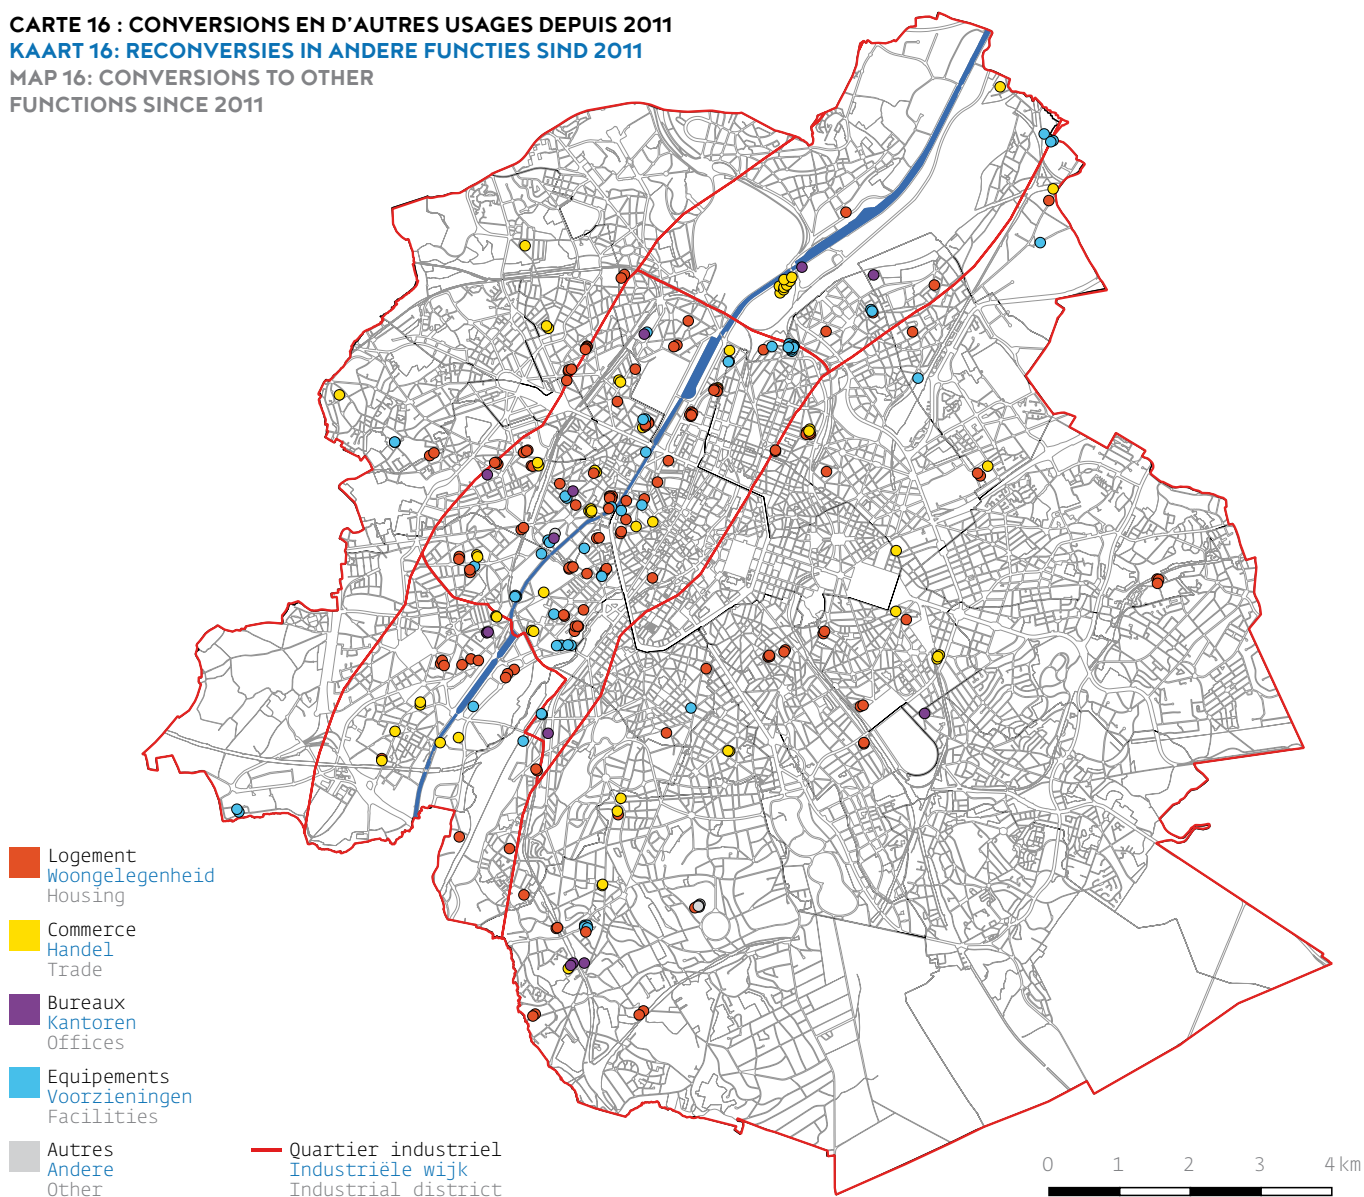 CARTE 16 : CONVERSIONS EN D'AUTRES USAGES DEPUIS 2011
KAART 16: RECONVERSIES IN ANDERE FUNCTIES SIND 2011
MAP 16: CONVERSIONS TO OTHER
FUNCTIONS SINCE 2011
Logement
Woongelegenheid
Housing
Commerce
Handel
Trade
Bureaux
Kantoren
Offices
Equipements
Voorzieningen
Facilities
Autres
Andere
Other
Quartier industriel
Industriële wijk
Industrial district
0 1 2 3 4 km